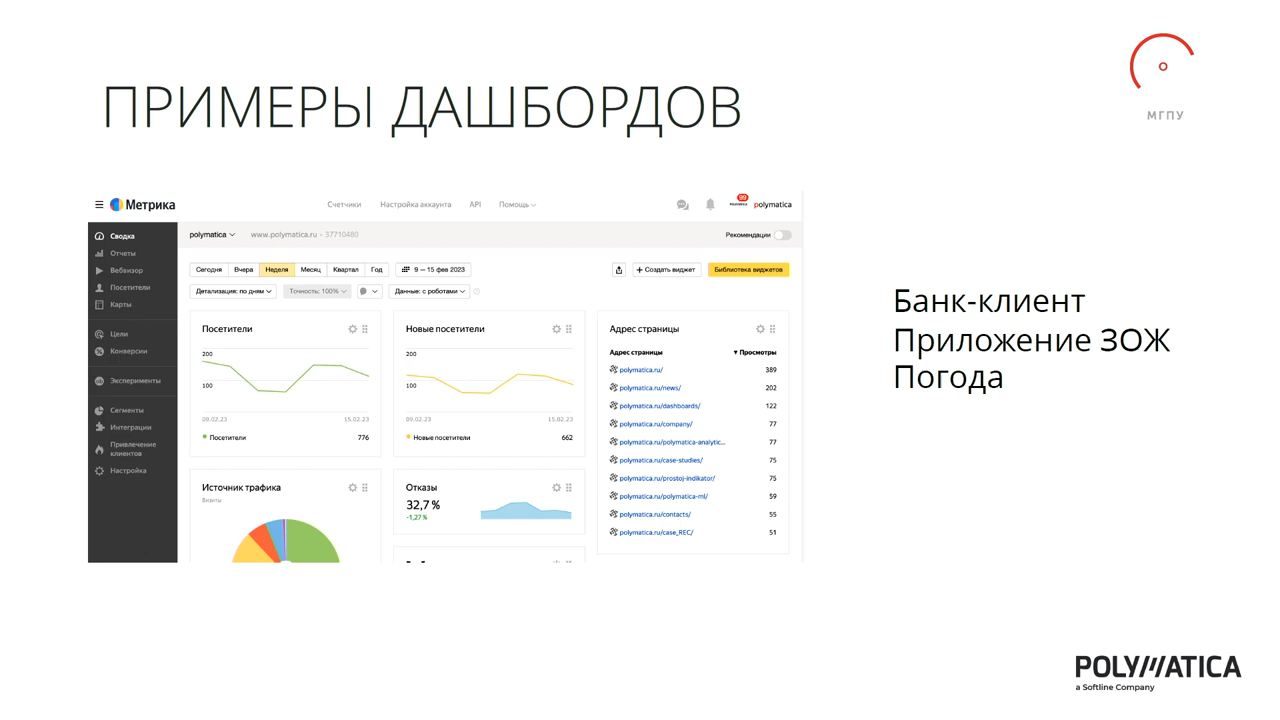 ПРИМЕРЫ ДАШБОРДОВ
МГПУ
Метрика
Счетчики Настройка аккаунта API Помощь
99
polymatica
Сводка
Отчеты
Вебвизор
Посетители
Карты
Цели
Конверсии
Эксперименты
Сегменты
Интеграции
Привлечение
клиентов
Настройка
polymatica www.polymatica.ru - 37710480
Рекомендации
Сегодня Вчера Неделя Месяц Квартал Год 9 — 15 фев 2023
+ Создать виджет Библиотека виджетов
Детализация: по дням Точность: 100% Данные: с роботами
Посетители
200
100
09.02.23 15.02.23
Посетители 776
Новые посетители
200
100
09.02.23 15.02.23
Новые посетители 662
Адрес страницы
Адрес страницы ▼ Просмотры
polymatica.ru/ 389
polymatica.ru/news/ 202
polymatica.ru/dashboards/ 122
polymatica.ru/company/ 77
polymatica.ru/polymatica-analytic... 77
polymatica.ru/case-studies/ 75
polymatica.ru/prostoj-indikator/ 75
polymatica.ru/polymatica-ml/ 59
polymatica.ru/contacts/ 55
polymatica.ru/case_REC/ 51
Источник трафика
Визиты
Отказы
32,7 %
-1,27 %
Банк-клиент
Приложение ЗОЖ
Погода
POLYMATICA
a Softline Company